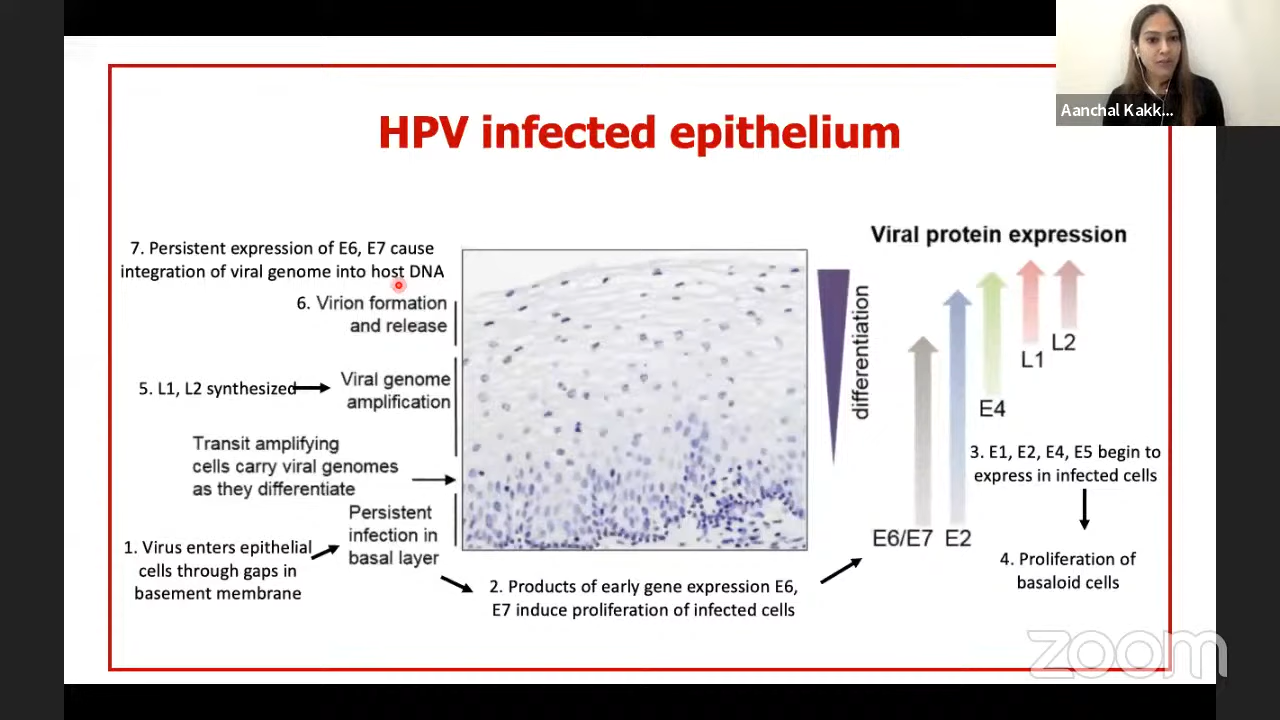 Aanchal Kakk...
HPV infected epithelium
7. Persistent expression of E6, E7 cause
integration of viral genome into host DNA
6. Virion formation
and release
5. L1, L2 synthesized
Viral genome
amplification
Transit amplifying
cells carry viral genomes
as they differentiate
Persistent
infection in
basal layer
1. Virus enters epithelial
cells through gaps in
basement membrane
2. Products of early gene expression E6,
E7 induce proliferation of infected cells
Viral protein expression
differentiation
L1
L2
E4
E6/E7
E2
3. E1, E2, E4, E5 begin to
express in infected cells
4. Proliferation of
basaloid cells
zoom